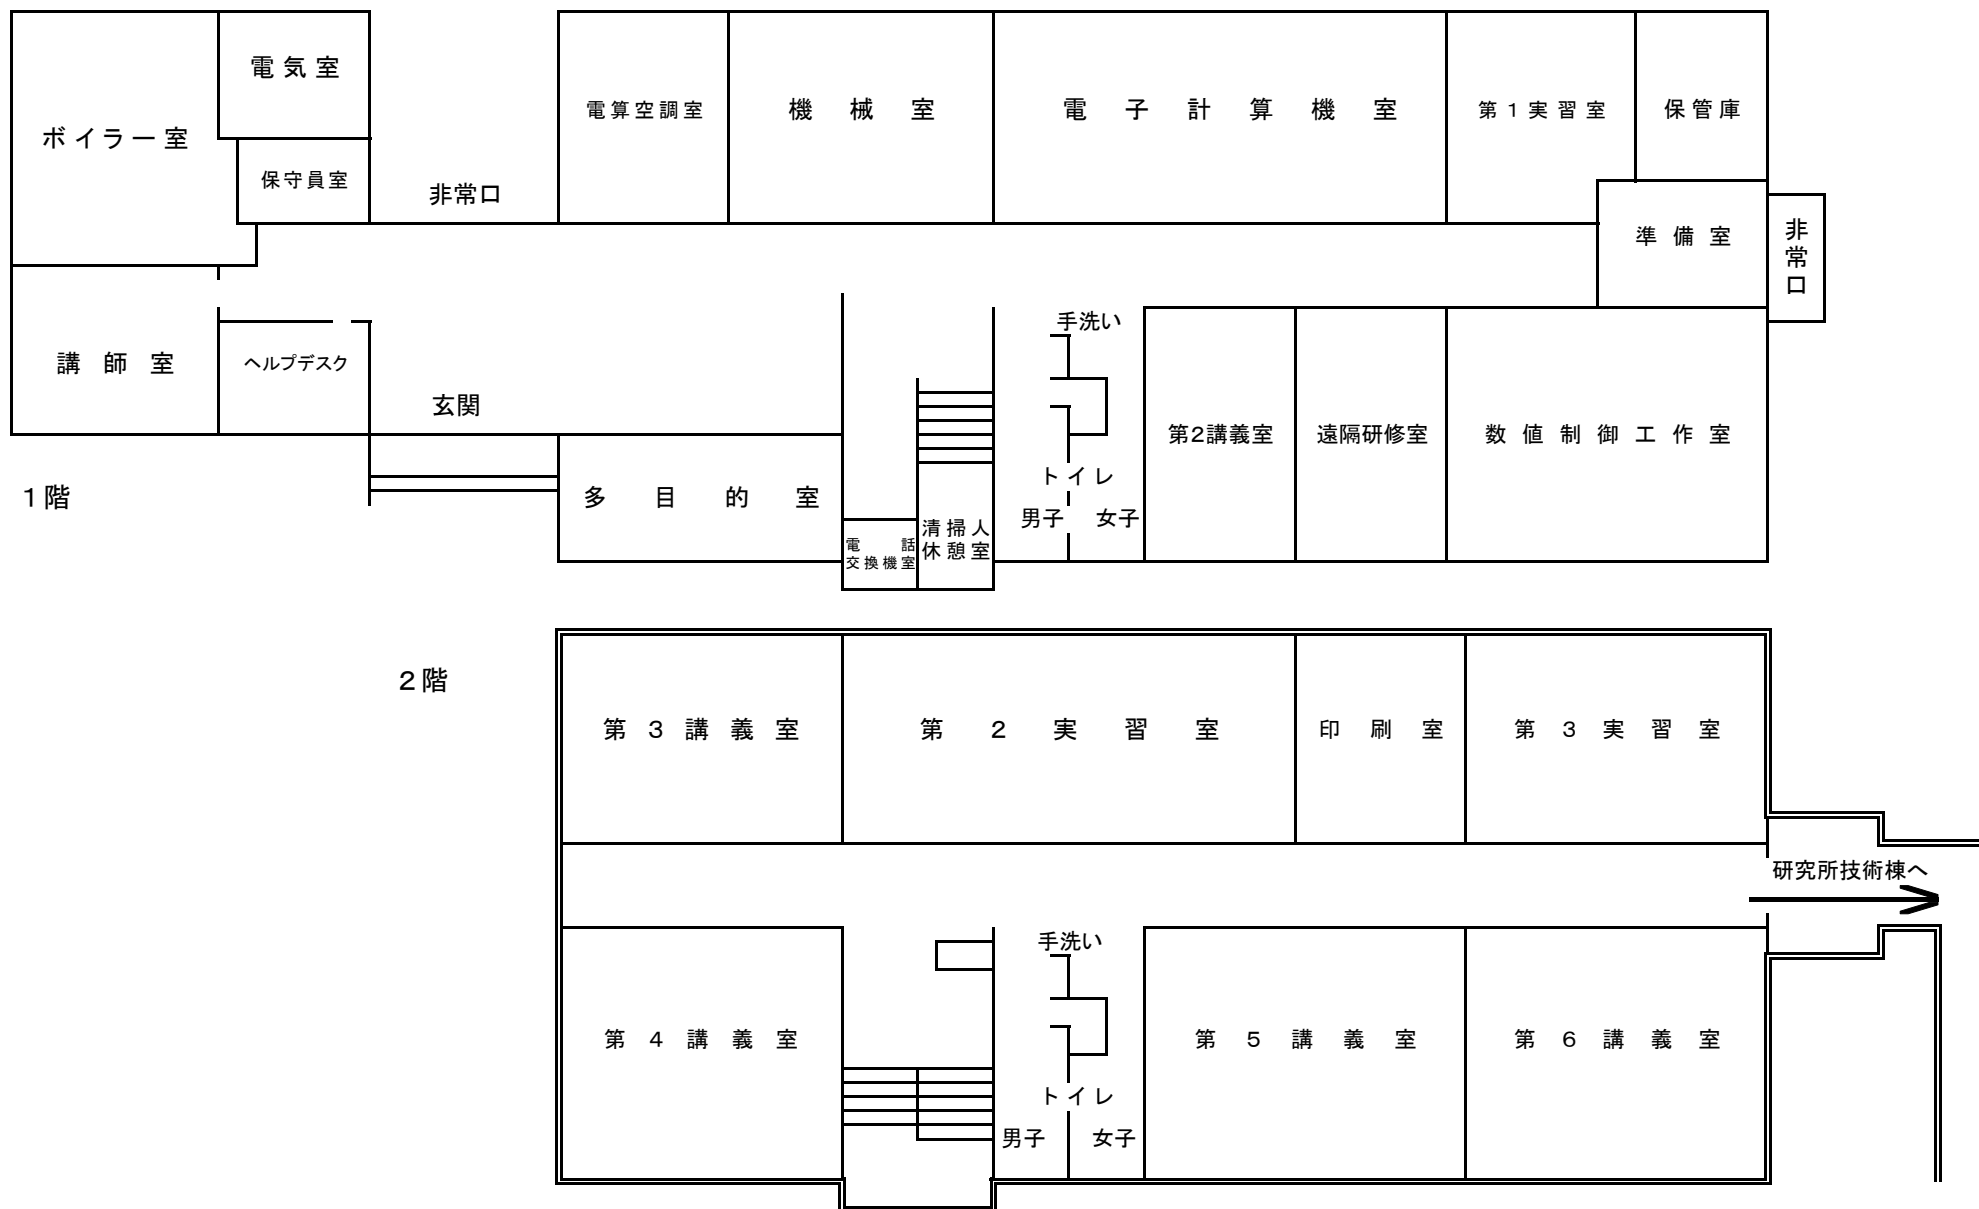 電気室
ボイラー室
電算空調室
機械室
電子計算機室
第1実習室
保管庫
保守員室
非常口
準備室
非常口
手洗い
講師室
ヘルプデスク
玄関
第2講義室
遠隔研修室
数値制御工作室
1階
多目的室
トイレ
男子
女子
電話
交換機室
清掃人
休憩室
2階
第3講義室
第2実習室
印刷室
第3実習室
研究所技術棟へ
手洗い
第4講義室
第5講義室
第6講義室
トイレ
男子
女子